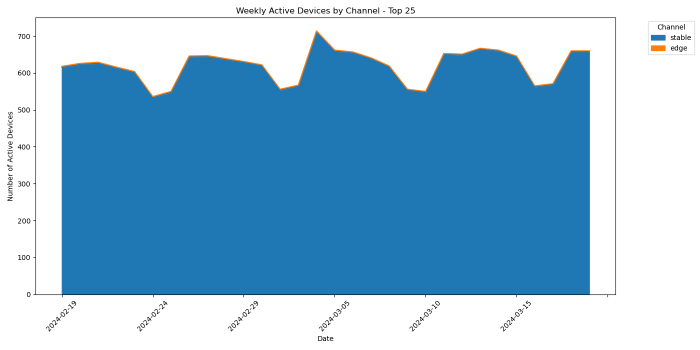 Weekly Active Devices by Channel - Top 25
Channel
stable
edge
Number of Active Devices
700
600
500
400
300
200
100
0
2024-02-19
2024-02-24
2024-02-29
2024-03-05
2024-03-10
2024-03-15
Date